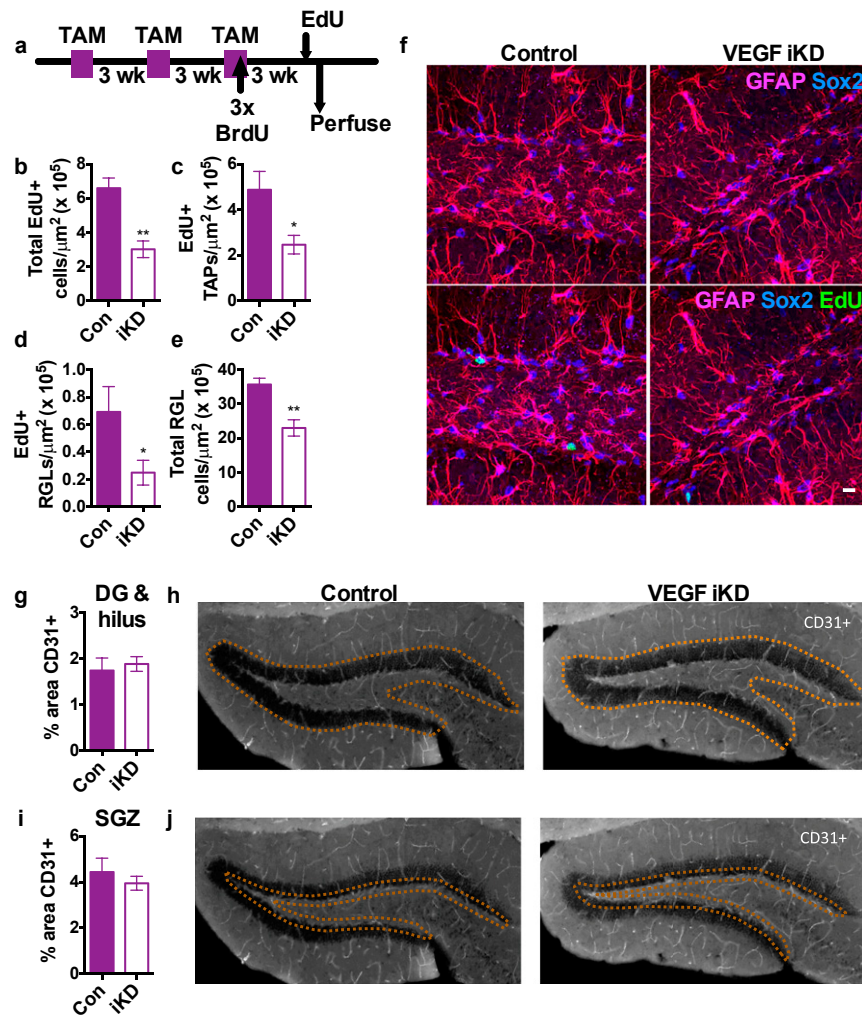 a
TAM TAM TAM EdU
3 wk 3 wk 3 wk
3x
BrdU
Perfuse
b
Total EdU+
cells/μm² (x 10⁵)
8
6
4
2
0
**
Con iKD
c
EdU+
TAPs/μm² (x 10⁵)
6
4
2
0
*
Con iKD
d
EdU+
RGLs/μm² (x 10⁵)
1.0
0.8
0.6
0.4
0.2
0.0
*
Con iKD
e
Total RGL
cells/μm² (x 10⁵)
40
30
20
10
0
**
Con iKD
f
Control VEGF iKD
GFAP Sox2
GFAP Sox2 EdU
g
DG &
hilus
% area CD31+
3
2
1
0
Con iKD
h
Control VEGF iKD
CD31+
i
SGZ
% area CD31+
6
4
2
0
Con iKD
j
CD31+